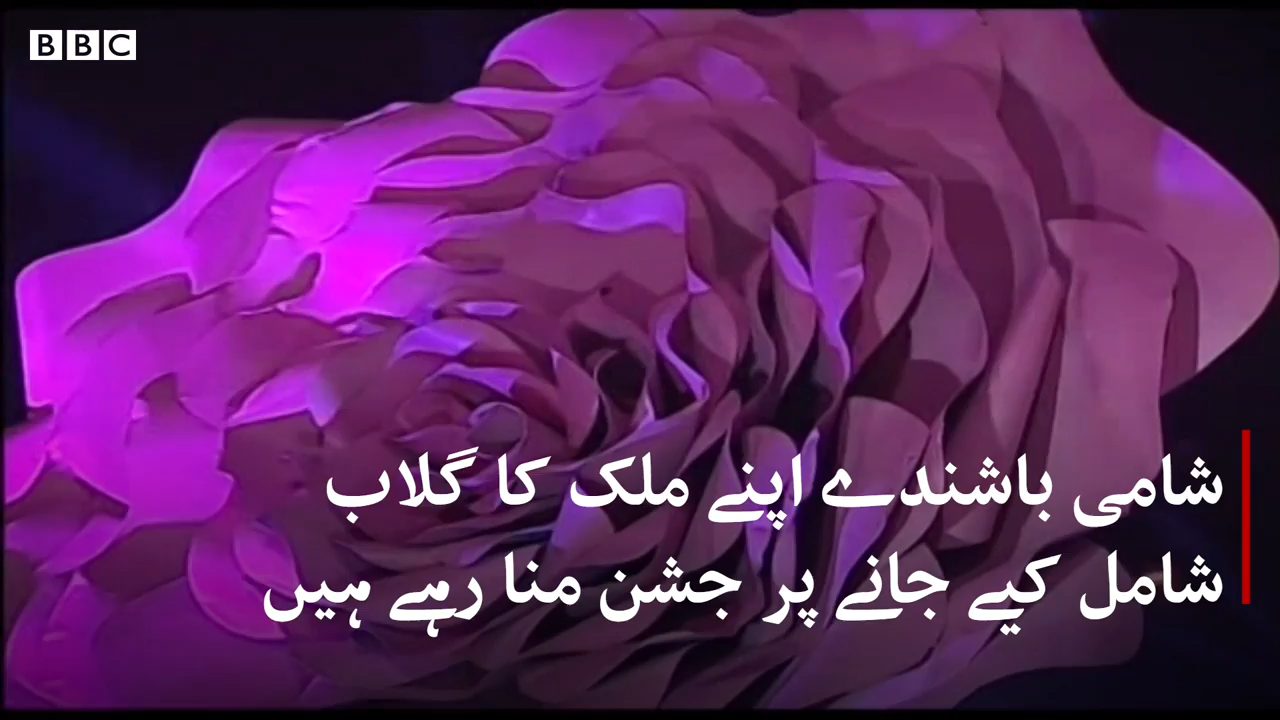 BBC
شامی باشندے اپنے ملک کا گلاب
شامل کیے جانے پر جشن منا رہے ہیں